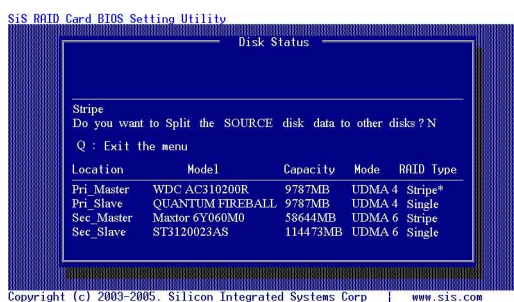 SiS RAID Card BIOS Setting Utility
Disk Status
Stripe
Do you want to Split the SOURCE disk data to other disks ? N
Q : Exit the menu
Location Model Capacity Mode RAID Type
Pri_Master WDC AC310200R 9787MB UDMA 4 Stripe*
Pri_Slave QUANTUM FIREBALL 9787MB UDMA 4 Single
Sec_Master Maxtor 6Y060M0 58644MB UDMA 6 Stripe
Sec_Slave ST3120023AS 114473MB UDMA 6 Single
Copyright (c) 2003-2005. Silicon Integrated Systems Corp | www.sis.com